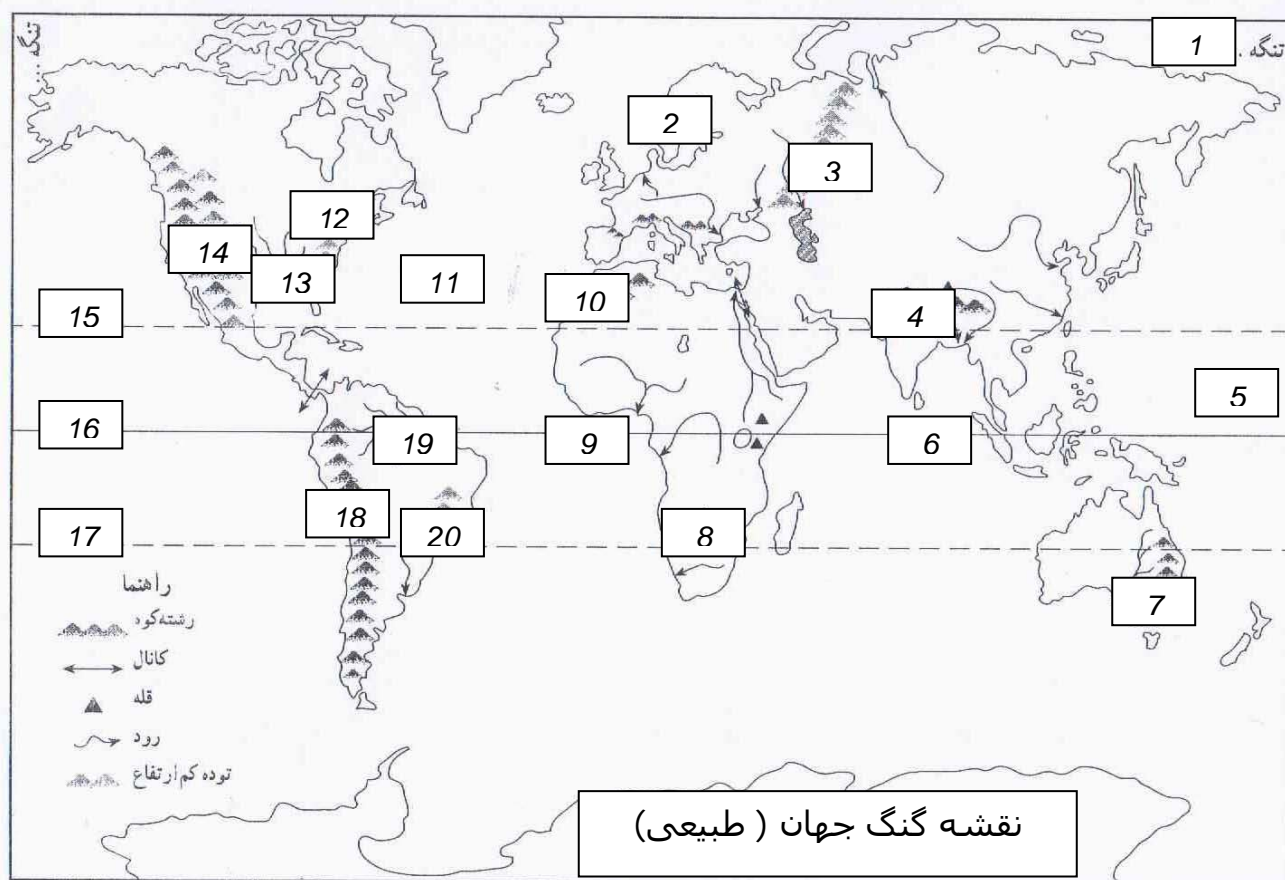 تنگه ...
1
تنگه .
2
3
12
14
13
11
10
4
15
5
16
19
9
6
18
17
20
8
7
راهنما
رشته‌کوه
کانال
قله
رود
توده کم‌ارتفاع
نقشه گنگ جهان ( طبیعی)